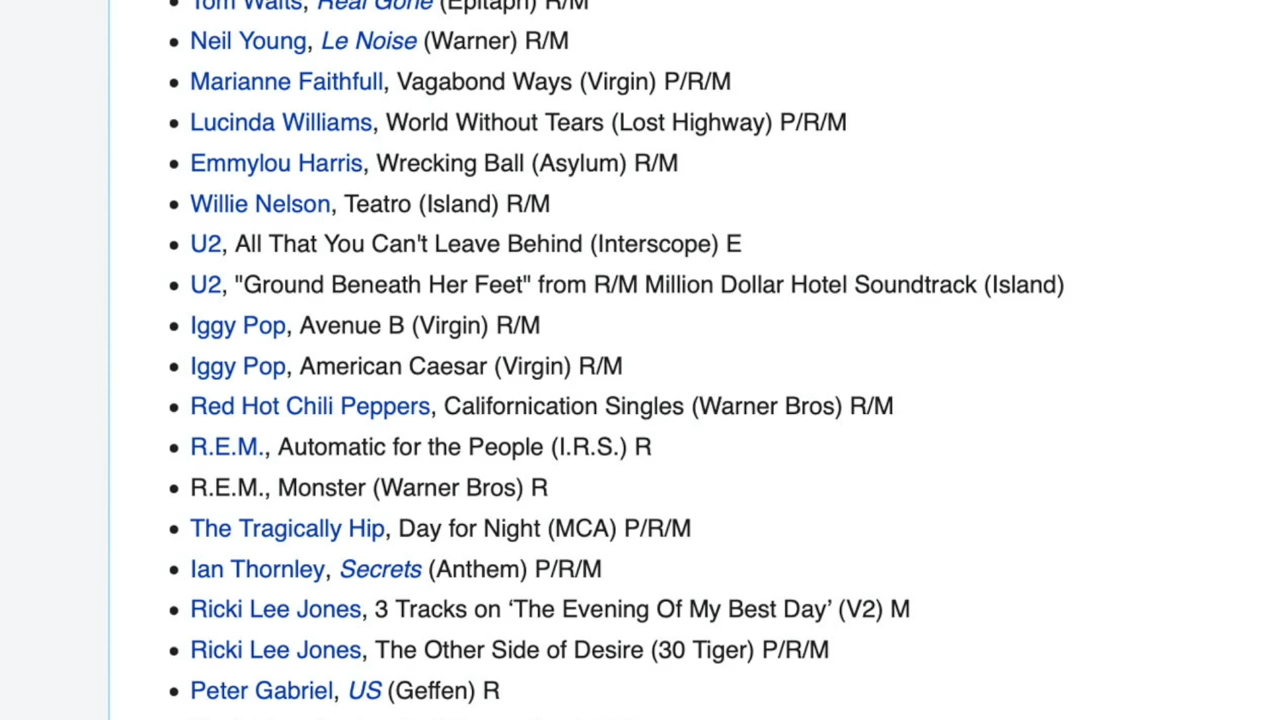 • Tom Waits, Real Gone (Epitaph) R/M
• Neil Young, Le Noise (Warner) R/M
• Marianne Faithfull, Vagabond Ways (Virgin) P/R/M
• Lucinda Williams, World Without Tears (Lost Highway) P/R/M
• Emmylou Harris, Wrecking Ball (Asylum) R/M
• Willie Nelson, Teatro (Island) R/M
• U2, All That You Can't Leave Behind (Interscope) E
• U2, "Ground Beneath Her Feet" from R/M Million Dollar Hotel Soundtrack (Island)
• Iggy Pop, Avenue B (Virgin) R/M
• Iggy Pop, American Caesar (Virgin) R/M
• Red Hot Chili Peppers, Californication Singles (Warner Bros) R/M
• R.E.M., Automatic for the People (I.R.S.) R
• R.E.M., Monster (Warner Bros) R
• The Tragically Hip, Day for Night (MCA) P/R/M
• Ian Thornley, Secrets (Anthem) P/R/M
• Ricki Lee Jones, 3 Tracks on ‘The Evening Of My Best Day’ (V2) M
• Ricki Lee Jones, The Other Side of Desire (30 Tiger) P/R/M
• Peter Gabriel, US (Geffen) R